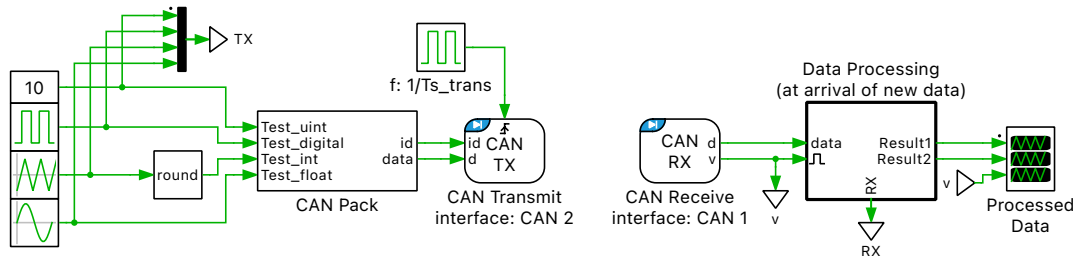 TX
10
f: 1/Ts_trans
Test_uint
Test_digital
Test_int
Test_float
id
data
round
CAN Pack
id
d
CAN
TX
CAN Transmit
interface: CAN 2
CAN
RX
d
v
CAN Receive
interface: CAN 1
v
Data Processing
(at arrival of new data)
data
Result1
Result2
RX
RX
v
Processed
Data